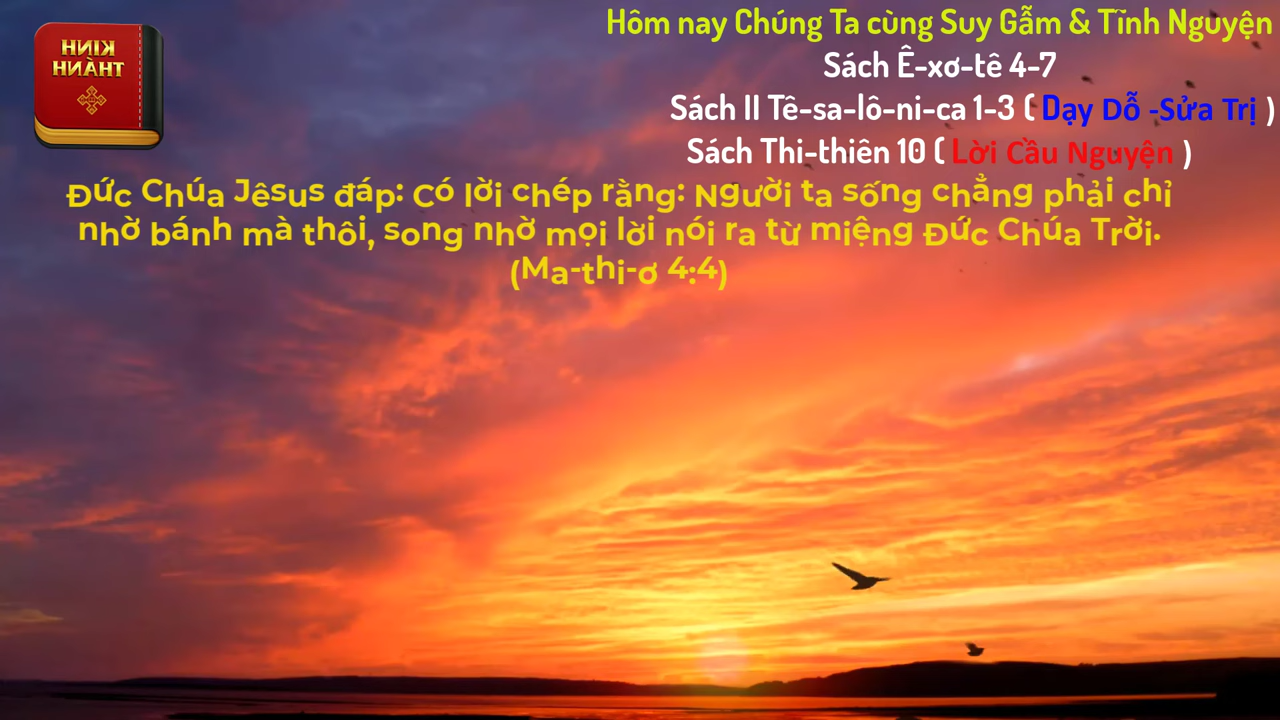 KINH
THÀNH
Hôm nay Chúng Ta cùng Suy Gẫm & Tĩnh Nguyện
Sách Ê-xơ-tê 4-7
Sách II Tê-sa-lô-ni-ca 1-3 ( Dạy Dỗ -Sửa Trị )
Sách Thi-thiên 10 ( Lời Cầu Nguyện )
Đức Chúa Jêsus đáp: Có lời chép rằng: Người ta sống chẳng phải chỉ
nhờ bánh mà thôi, song nhờ mọi lời nói ra từ miệng Đức Chúa Trời.
(Ma-thi-ơ 4:4)